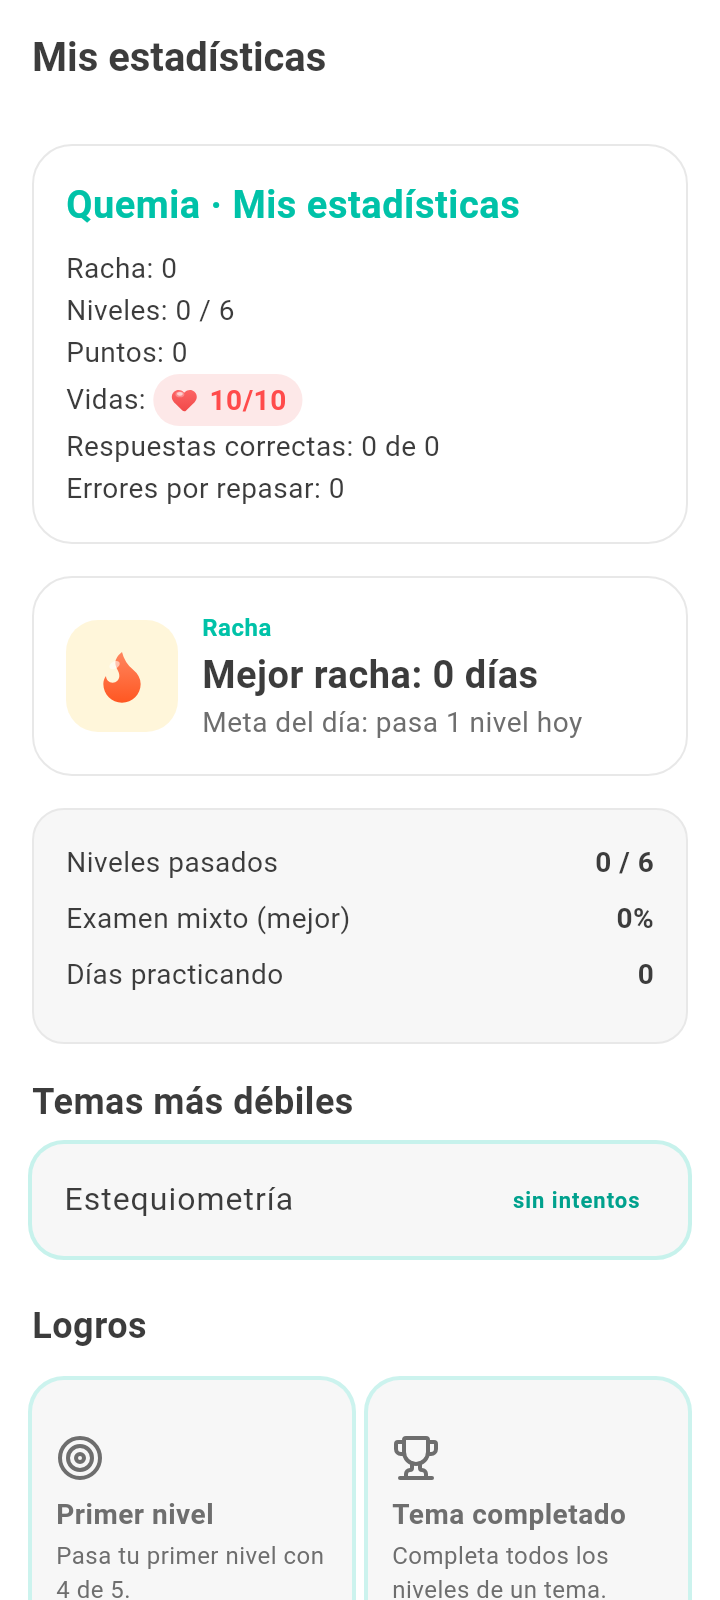 Mis estadísticas
Quemia · Mis estadísticas
Racha: 0
Niveles: 0 / 6
Puntos: 0
Vidas: 10/10
Respuestas correctas: 0 de 0
Errores por repasar: 0
Racha
Mejor racha: 0 días
Meta del día: pasa 1 nivel hoy
Niveles pasados 0 / 6
Examen mixto (mejor) 0%
Días practicando 0
Temas más débiles
Estequiometría sin intentos
Logros
Primer nivel
Pasa tu primer nivel con
4 de 5.
Tema completado
Completa todos los
niveles de un tema.